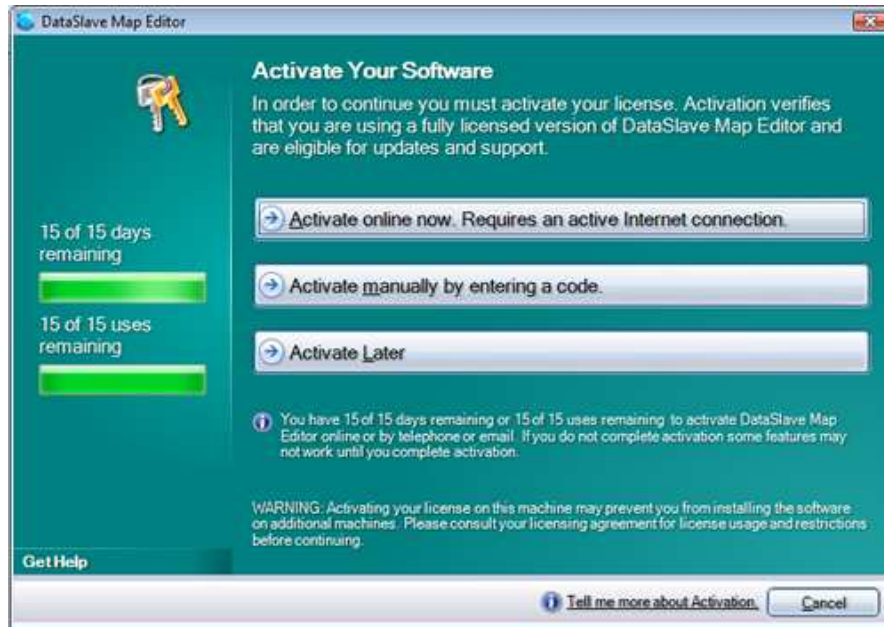 DataSlave Map Editor
Activate Your Software
In order to continue you must activate your license. Activation verifies
that you are using a fully licensed version of DataSlave Map Editor and
are eligible for updates and support.
15 of 15 days
remaining
15 of 15 uses
remaining
Activate online now. Requires an active Internet connection.
Activate manually by entering a code.
Activate Later
You have 15 of 15 days remaining or 15 of 15 uses remaining to activate DataSlave Map
Editor online or by telephone or email. If you do not complete activation some features may
not work until you complete activation.
WARNING: Activating your license on this machine may prevent you from installing the software
on additional machines. Please consult your licensing agreement for license usage and restrictions
before continuing.
Get Help
Tell me more about Activation.
Cancel